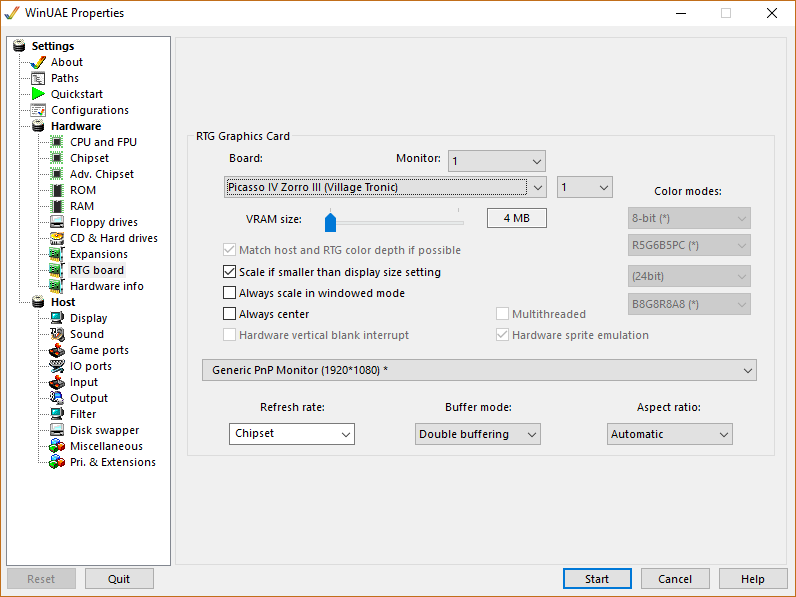 WinUAE Properties
Settings
About
Paths
Quickstart
Configurations
Hardware
CPU and FPU
Chipset
Adv. Chipset
ROM
RAM
Floppy drives
CD & Hard drives
Expansions
RTG board
Hardware info
Host
Display
Sound
Game ports
IO ports
Input
Output
Filter
Disk swapper
Miscellaneous
Pri. & Extensions
RTG Graphics Card
Board: Monitor: 1
Picasso IV Zorro III (Village Tronic) 1
Color modes:
VRAM size: 4 MB
8-bit (*)
R5G6B5PC (*)
(24bit)
B8G8R8A8 (*)
Match host and RTG color depth if possible
Scale if smaller than display size setting
Always scale in windowed mode
Always center Multithreaded
Hardware vertical blank interrupt Hardware sprite emulation
Generic PnP Monitor (1920*1080) *
Refresh rate: Buffer mode: Aspect ratio:
Chipset Double buffering Automatic
Reset Quit Start Cancel Help